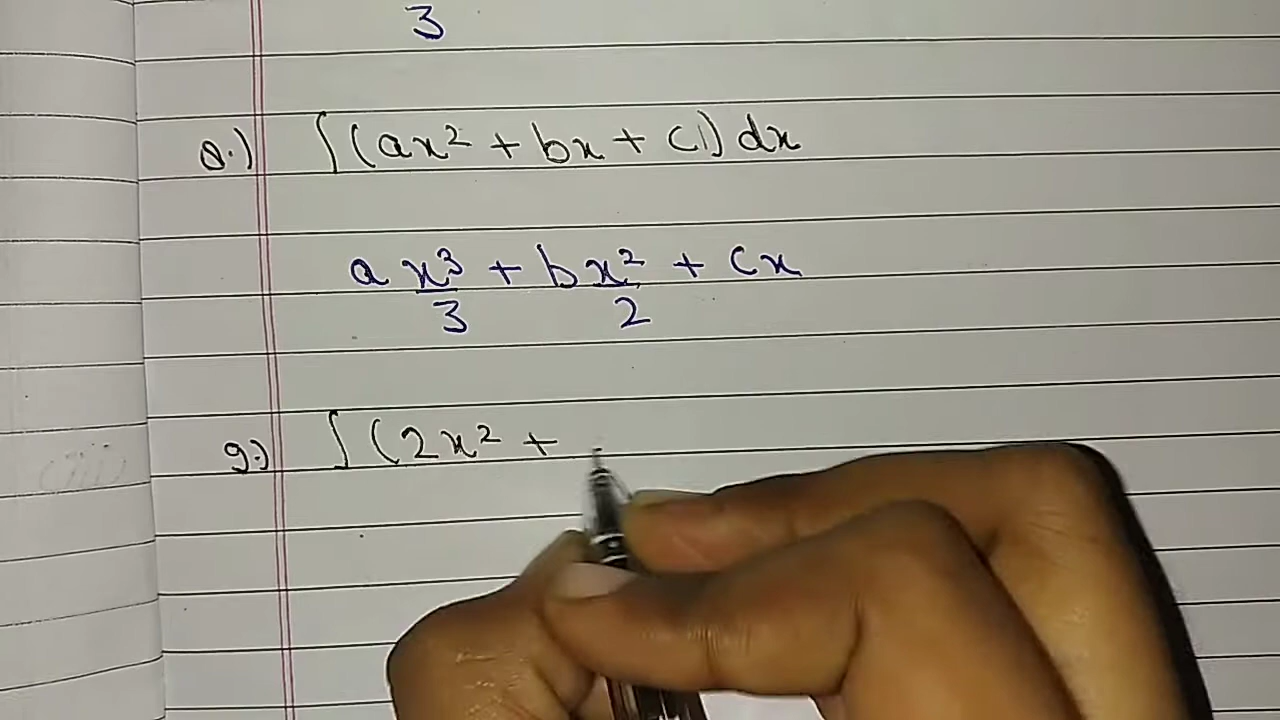 3
8.) ∫(ax² + bx + c) dx
a x³/3 + b x²/2 + cx
9.) ∫(2x² +